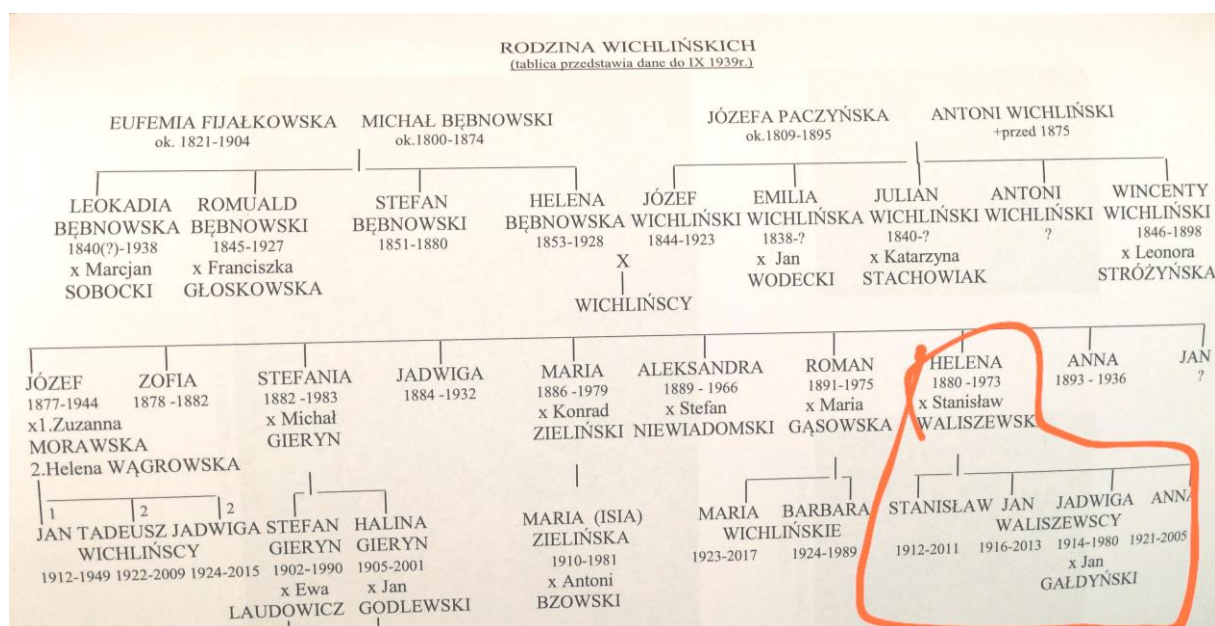 RODZINA WICHLIŃSKICH
(tablica przedstawia dane do IX 1939r.)
EUFEMIA FIJAŁKOWSKA
ok. 1821-1904
MICHAŁ BĘBNOWSKI
ok.1800-1874
JÓZEFA PACZYŃSKA
ok.1809-1895
ANTONI WICHLIŃSKI
+przed 1875
LEOKADIA
BĘBNOWSKA
1840(?)-1938
x Marcjan
SOBOCKI
ROMUALD
BĘBNOWSKI
1845-1927
x Franciszka
GŁOSKOWSKA
STEFAN
BĘBNOWSKI
1851-1880
HELENA
BĘBNOWSKA
1853-1928
JÓZEF
WICHLIŃSKI
1844-1923
X
WICHLIŃSCY
EMILIA
WICHLIŃSKA
1838-?
x Jan
WODECKI
JULIAN
WICHLIŃSKI
1840-?
x Katarzyna
STACHOWIAK
ANTONI
WICHLIŃSKI
?
WINCENTY
WICHLIŃSKI
1846-1898
x Leonora
STRÓŻYŃSKA
JÓZEF
1877-1944
x1.Zuzanna
MORAWSKA
2.Helena WĄGROWSKA
ZOFIA
1878 -1882
STEFANIA
1882 -1983
x Michał
GIERYN
JADWIGA
1884 -1932
MARIA
1886 -1979
x Konrad
ZIELIŃSKI
ALEKSANDRA
1889 - 1966
x Stefan
NIEWIADOMSKI
ROMAN
1891-1975
x Maria
GĄSOWSKA
HELENA
1880 -1973
x Stanisław
WALISZEWSKI
ANNA
1893 - 1936
JAN
?
1 2 2
JAN TADEUSZ JADWIGA
WICHLIŃSCY
1912-1949 1922-2009 1924-2015
STEFAN
GIERYN
1902-1990
x Ewa
LAUDOWICZ
HALINA
GIERYN
1905-2001
x Jan
GODLEWSKI
MARIA (ISIA)
ZIELIŃSKA
1910-1981
x Antoni
BZOWSKI
MARIA BARBARA
WICHLIŃSKIE
1923-2017 1924-1989
STANISŁAW JAN JADWIGA ANNA
WALISZEWSCY
1912-2011 1916-2013 1914-1980 1921-2005
x Jan
GAŁDYŃSKI